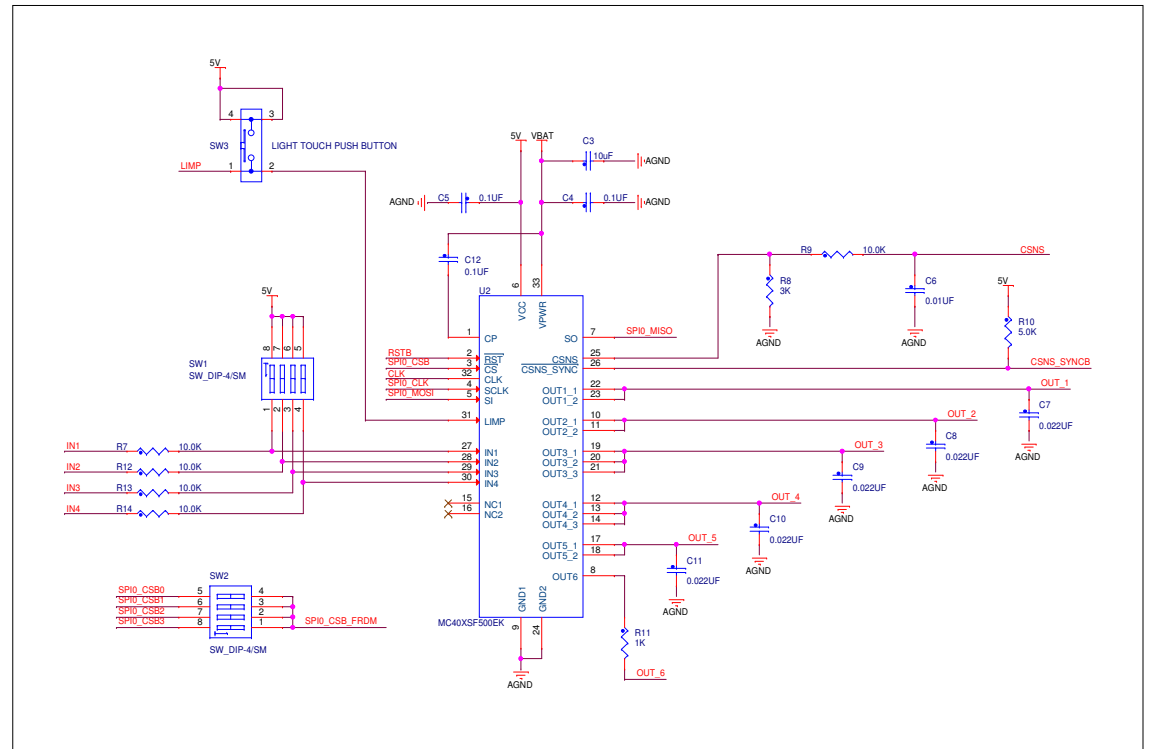 5V
4 3
SW3 LIGHT TOUCH PUSH BUTTON
LIMP 1 2
5V VBAT
C3
10uF AGND
AGND C5 0.1UF C4 0.1UF AGND
C12
0.1UF
R9 10.0K CSNS
R8
3K
C6
0.01UF
5V
R10
5.0K
AGND AGND
CSNS_SYNCB
U2
6 33
VCC VPWR
1 CP SO 7 SPI0_MISO
RSTB 2 RST CSNS 25
SPI0_CSB 3 CS CSNS_SYNC 26
CLK 32 CLK
SPI0_CLK 4 SCLK OUT1_1 22 OUT_1
SPI0_MOSI 5 SI OUT1_2 23
C7
0.022UF
AGND
31 LIMP OUT2_1 10 OUT_2
OUT2_2 11
C8
0.022UF
AGND
5V
8 7 6 5
SW1
SW_DIP-4/SM
1 2 3 4
IN1 R7 10.0K 27 IN1 OUT3_1 19 OUT_3
IN2 R12 10.0K 28 IN2 OUT3_2 20
IN3 R13 10.0K 29 IN3 OUT3_3 21
IN4 R14 10.0K 30 IN4
C9
0.022UF
AGND
15 NC1 OUT4_1 12 OUT_4
16 NC2 OUT4_2 13
OUT4_3 14
C10
0.022UF
AGND
OUT5_1 17 OUT_5
OUT5_2 18
C11
0.022UF
AGND
OUT6 8
GND1 GND2
MC40XSF500EK
9 24
AGND
R11
1K
OUT_6
SW2
SPI0_CSB0 5 4
SPI0_CSB1 6 3
SPI0_CSB2 7 2
SPI0_CSB3 8 1 SPI0_CSB_FRDM
SW_DIP-4/SM